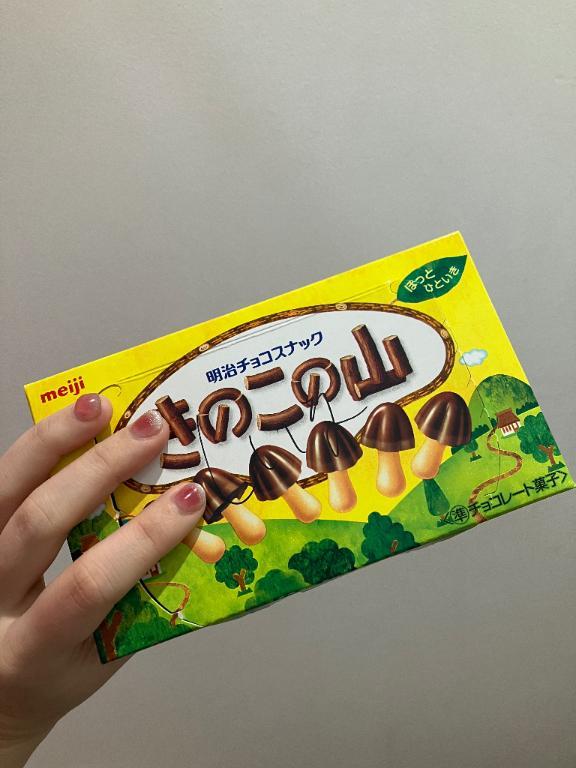 ほっと
ひといき
meiji
明治チョコスナック
きのこの山
準チョコレート菓子